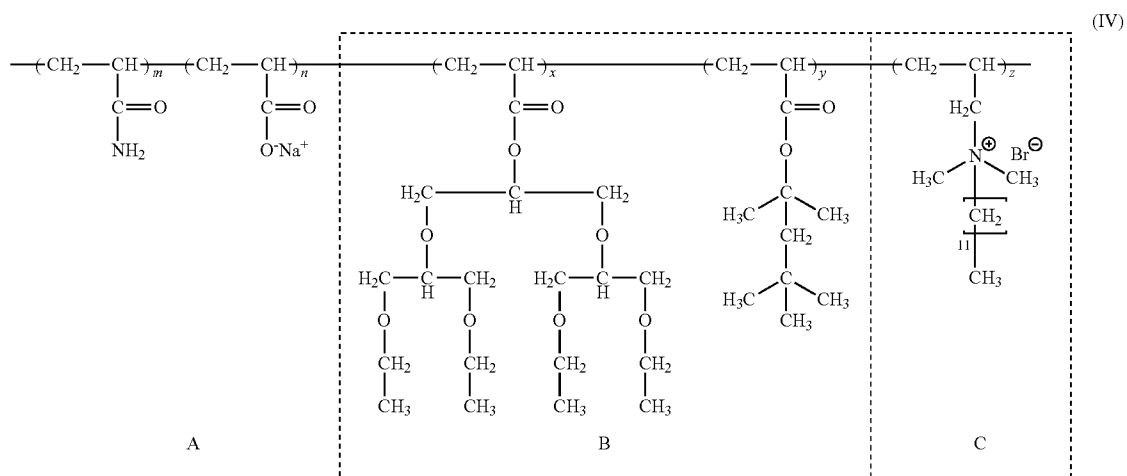 (IV)
(CH₂ CH)m (CH₂ CH)n (CH₂ CH)x (CH₂ CH)y (CH₂ CH)z
C=O C=O C=O C=O H₂C
NH₂ O⁻Na⁺ O O N⊕ Br⊖
H₃C CH₃
H₂C H CH₂ H₃C C CH₃ [CH₂]11
O O CH₂ CH₃
H₂C H CH₂ H₂C H CH₂ H₃C C CH₃
O O O O CH₃
CH₂ CH₂ CH₂ CH₂
CH₃ CH₃ CH₃ CH₃
A B C